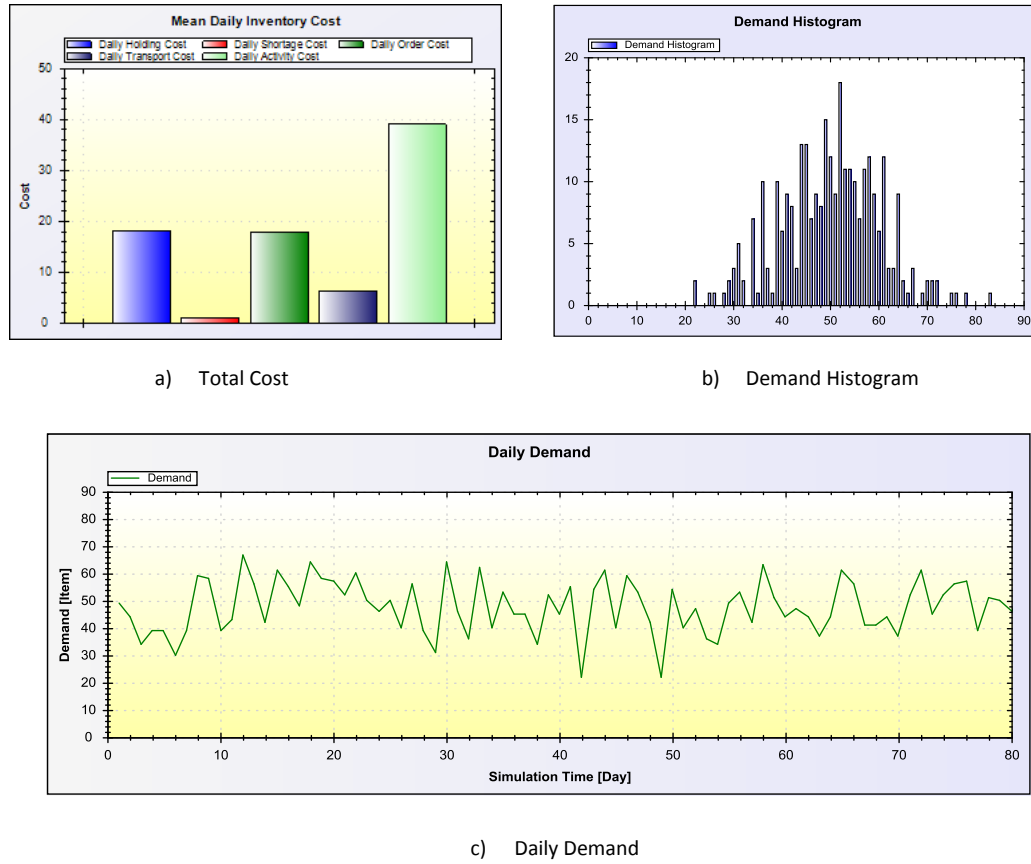 Mean Daily Inventory Cost
Daily Holding Cost Daily Shortage Cost Daily Order Cost
Daily Transport Cost Daily Activity Cost
50
40
30
20
10
0
Cost
a) Total Cost
Demand Histogram
Demand Histogram
20
15
10
5
0
0 10 20 30 40 50 60 70 80 90
b) Demand Histogram
Daily Demand
Demand
90
80
70
60
50
40
30
20
10
0
Demand [Item]
0 10 20 30 40 50 60 70 80
Simulation Time [Day]
c) Daily Demand